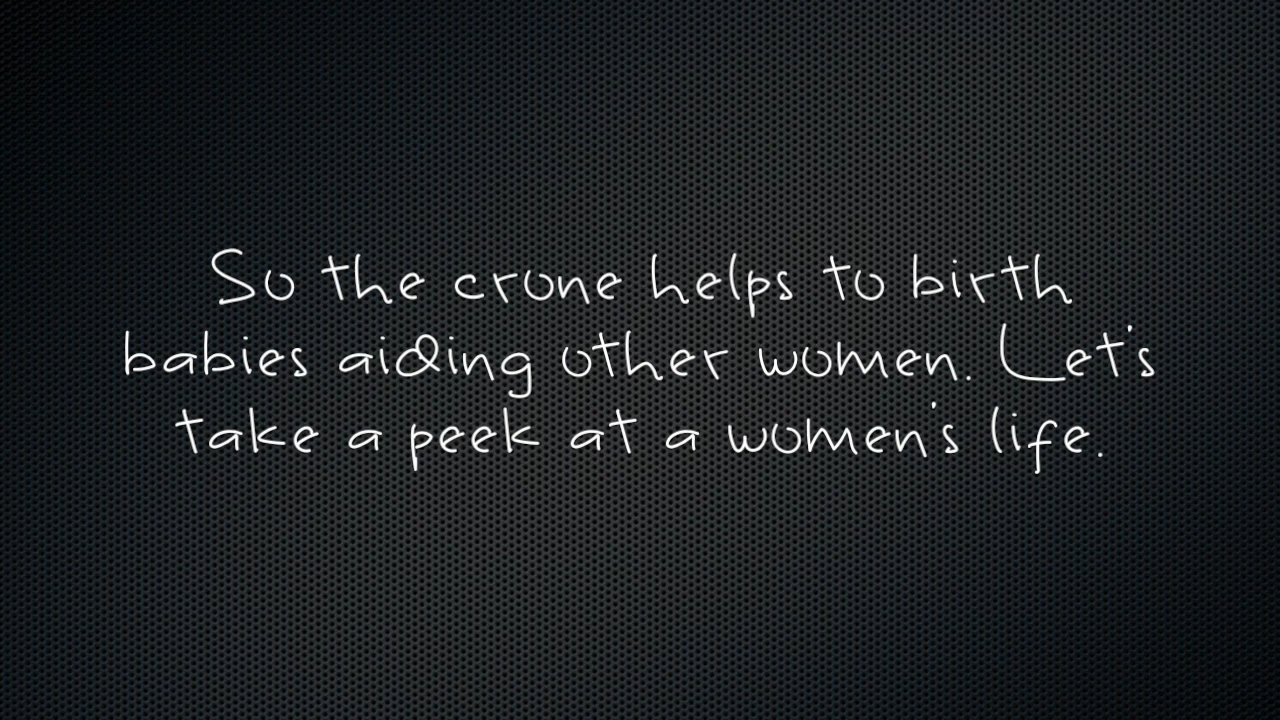 So the crone helps to birth
babies aiding other women. Let's
take a peek at a women's life.